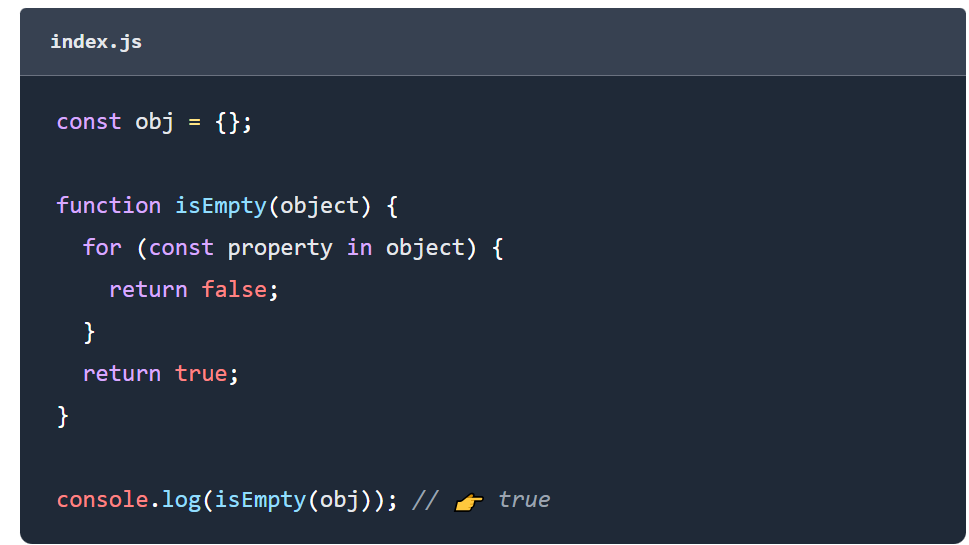 index.js
const obj = {};
function isEmpty(object) {
  for (const property in object) {
    return false;
  }
  return true;
}
console.log(isEmpty(obj)); // 👉 true